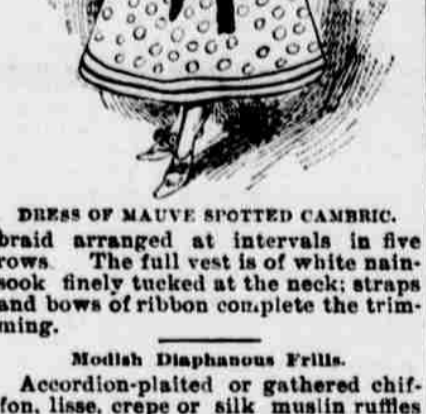 DRESS OF MAUVE SPOTTED CAMBRIC.
braid arranged at intervals in five
rows. The full vest is of white nain-
sook finely tucked at the neck; straps
and bows of ribbon complete the trim-
ming.
Modish Diaphanous Frills.
Accordion-plaited or gathered chif-
fon, lisse, crepe or silk muslin ruffles